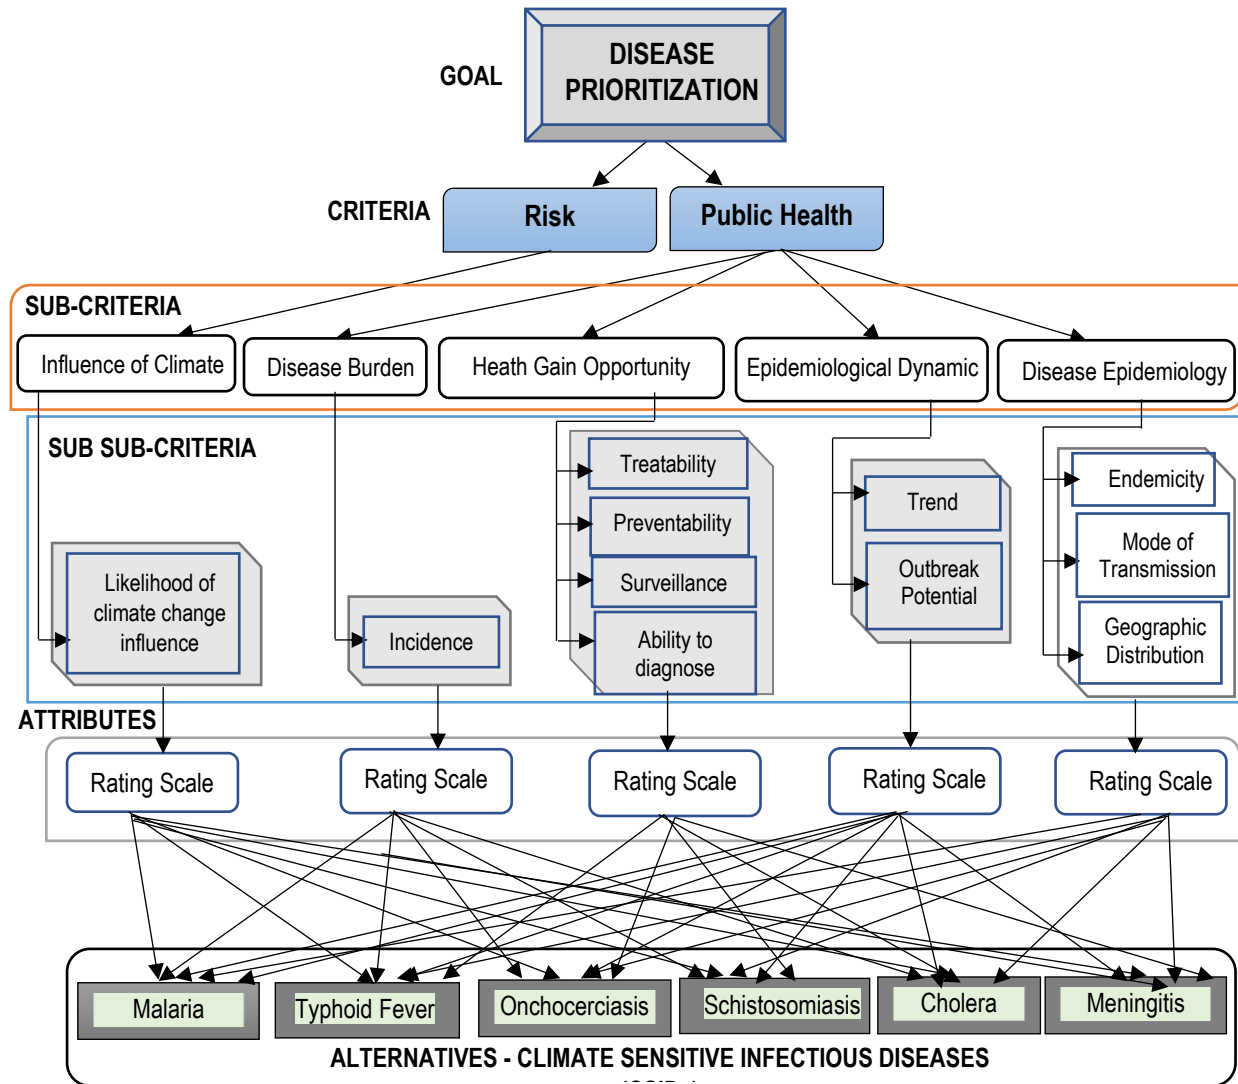 DISEASE
PRIORITIZATION
GOAL
CRITERIA
Risk
Public Health
SUB-CRITERIA
Influence of Climate
Disease Burden
Heath Gain Opportunity
Epidemiological Dynamic
Disease Epidemiology
SUB SUB-CRITERIA
Likelihood of
climate change
influence
Incidence
Treatability
Preventability
Surveillance
Ability to
diagnose
Trend
Outbreak
Potential
Endemicity
Mode of
Transmission
Geographic
Distribution
ATTRIBUTES
Rating Scale
Rating Scale
Rating Scale
Rating Scale
Rating Scale
Malaria
Typhoid Fever
Onchocerciasis
Schistosomiasis
Cholera
Meningitis
ALTERNATIVES - CLIMATE SENSITIVE INFECTIOUS DISEASES